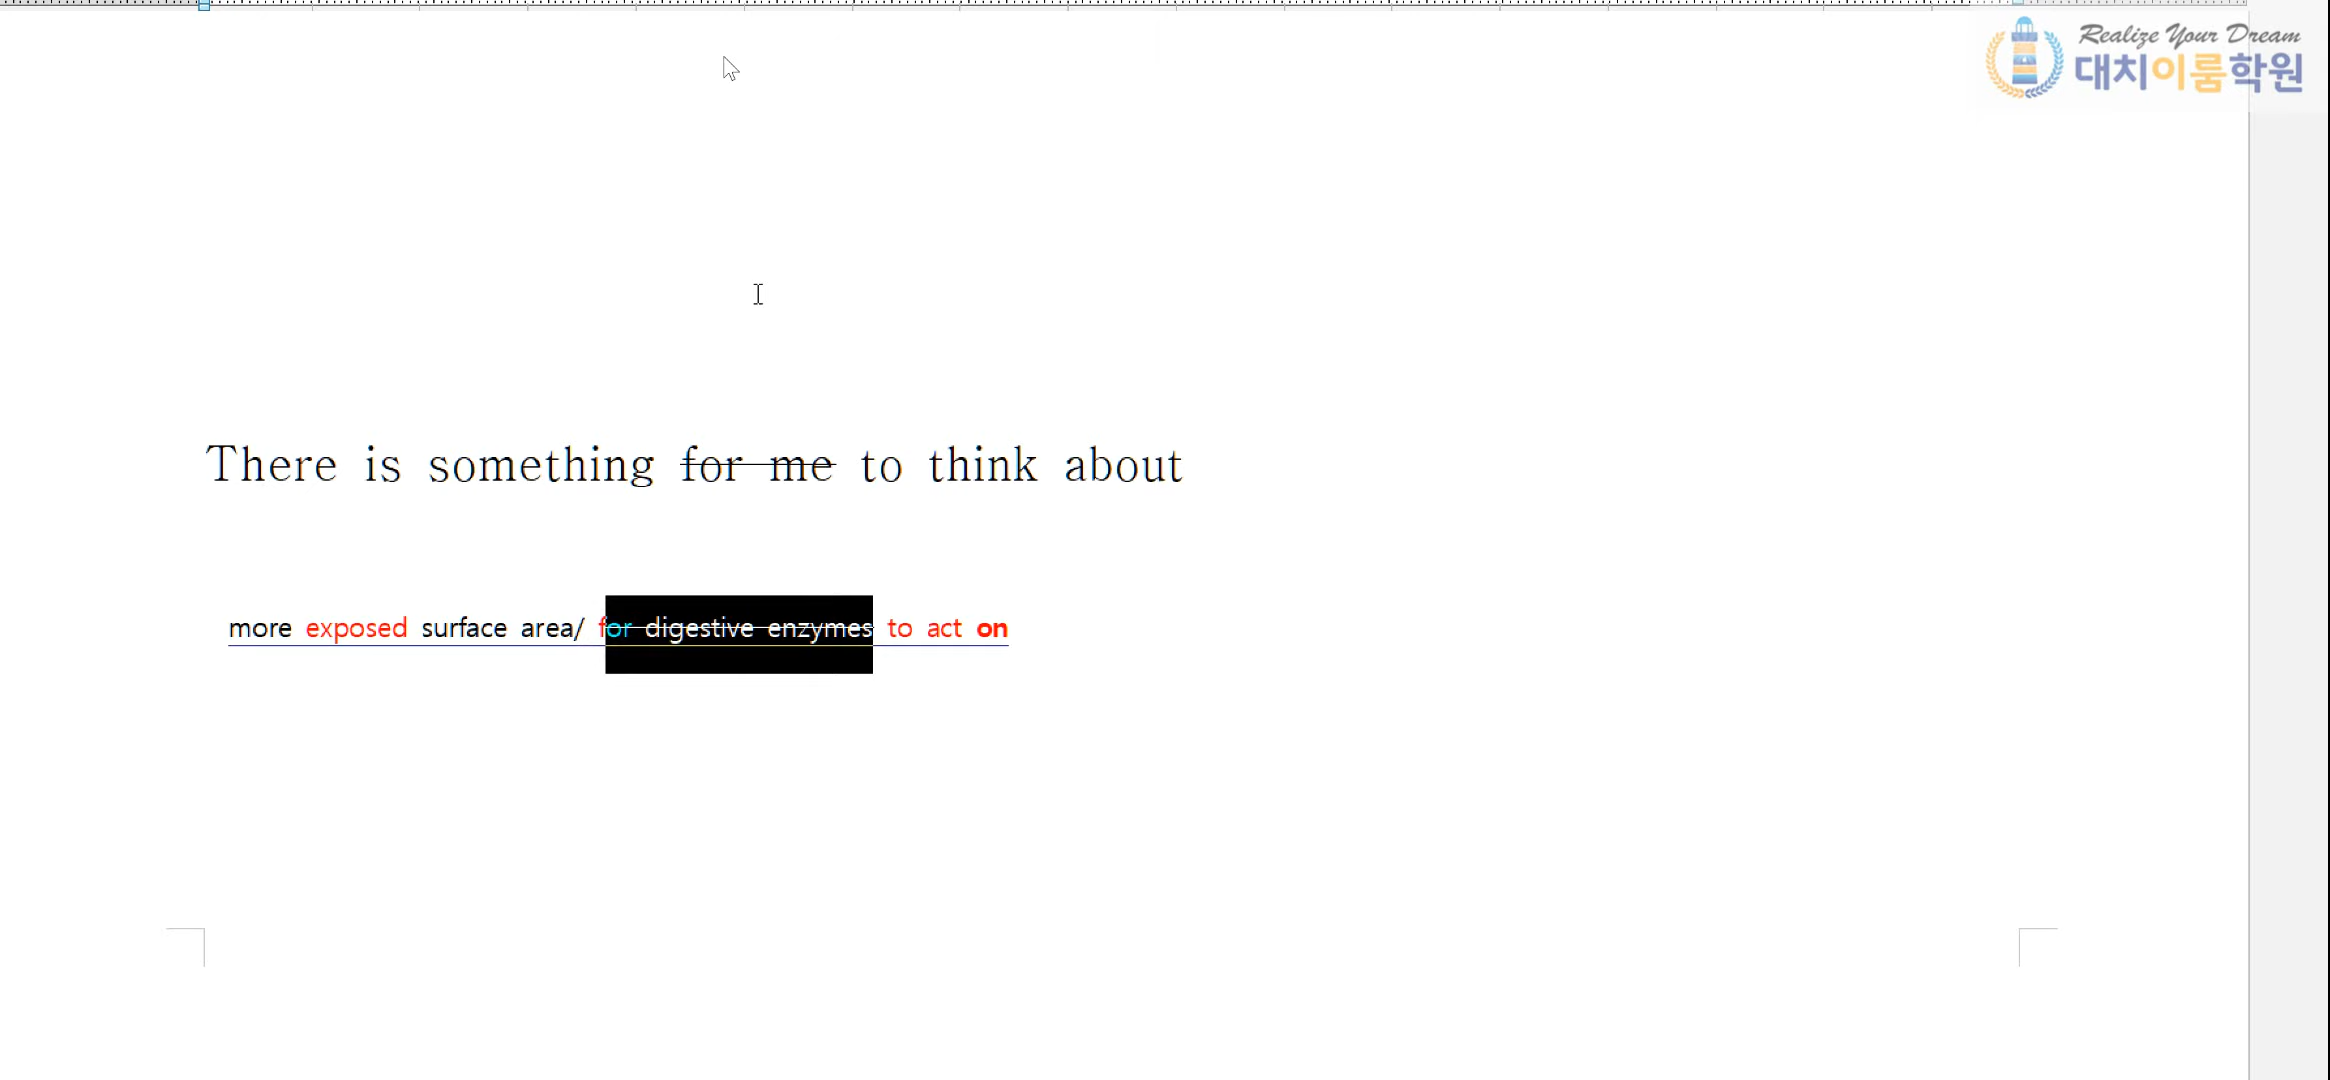 Realize Your Dream
대치이룸학원
There is something for me to think about
more exposed surface area/ for digestive enzymes to act on